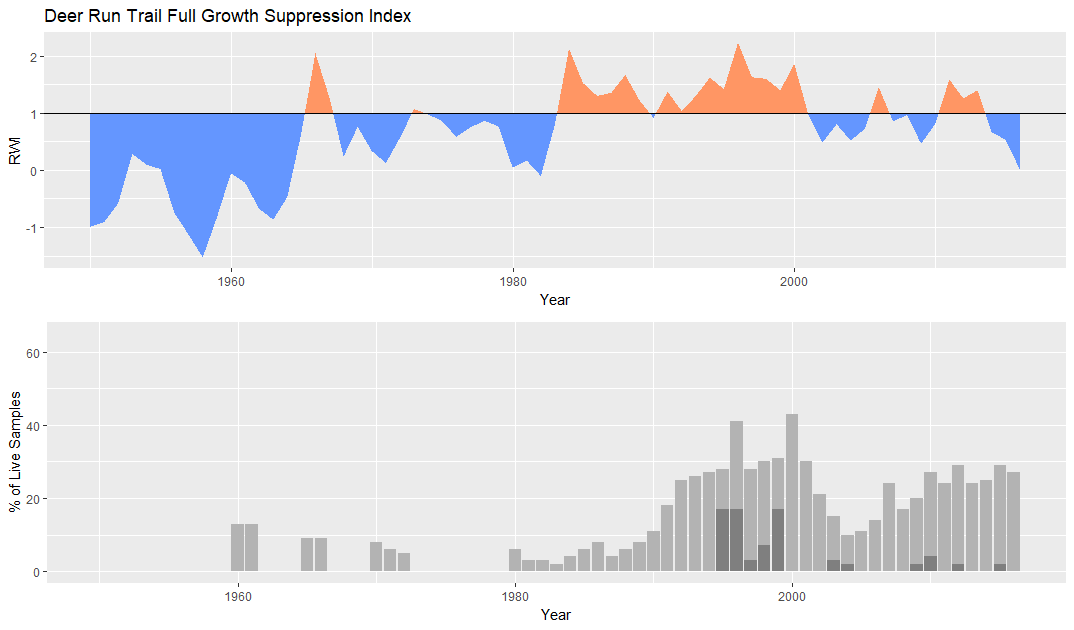 Deer Run Trail Full Growth Suppression Index
2
1
0
-1
RWI
1960 1980 2000
Year
60
40
20
0
% of Live Samples
1960 1980 2000
Year